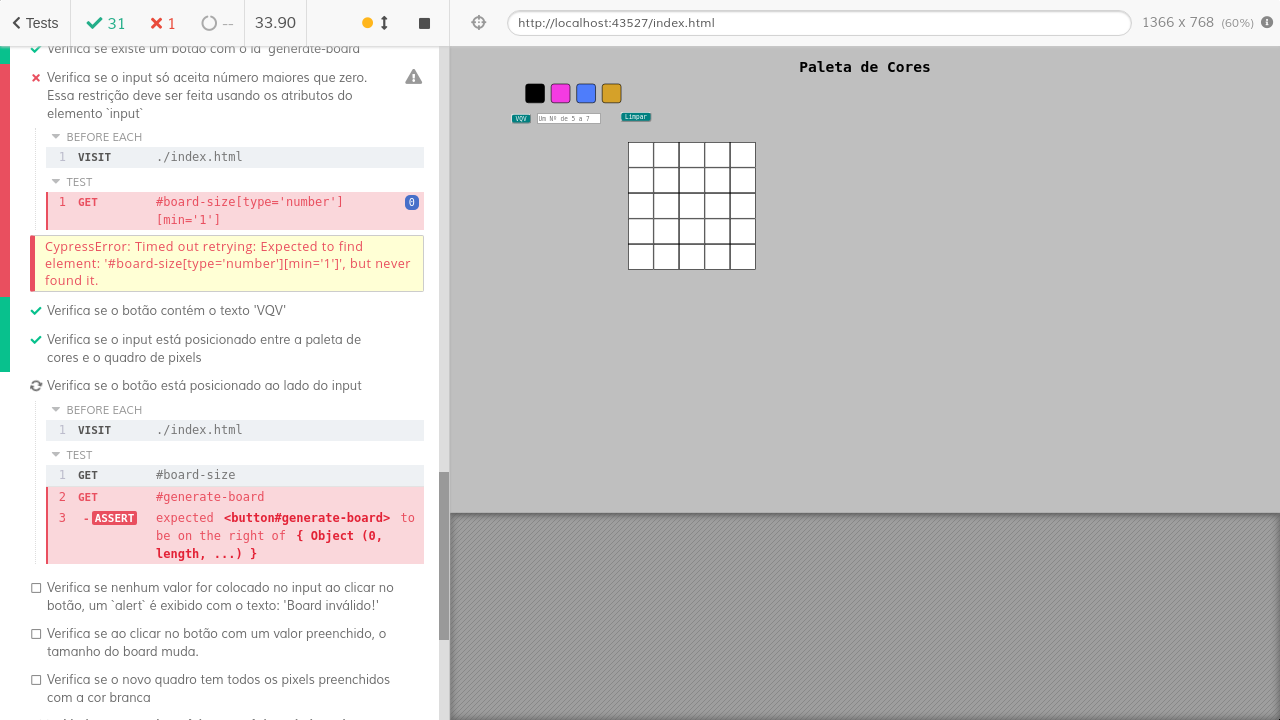 Tests 31 1 -- 33.90
http://localhost:43527/index.html 1366 x 768 (60%)
Verifica se existe um botão com o id `generate-board`
Verifica se o input só aceita número maiores que zero.
Essa restrição deve ser feita usando os atributos do
elemento `input`
BEFORE EACH
1 VISIT ./index.html
TEST
1 GET #board-size[type='number'] 0
[min='1']
CypressError: Timed out retrying: Expected to find
element: '#board-size[type='number'][min='1']', but never
found it.
Verifica se o botão contém o texto 'VQV'
Verifica se o input está posicionado entre a paleta de
cores e o quadro de pixels
Verifica se o botão está posicionado ao lado do input
BEFORE EACH
1 VISIT ./index.html
TEST
1 GET #board-size
2 GET #generate-board
3 -ASSERT expected <button#generate-board> to
be on the right of { Object (0,
length, ...) }
Verifica se nenhum valor for colocado no input ao clicar no
botão, um `alert` é exibido com o texto: 'Board inválido!'
Verifica se ao clicar no botão com um valor preenchido, o
tamanho do board muda.
Verifica se o novo quadro tem todos os pixels preenchidos
com a cor branca
Paleta de Cores
VQV Um Nº de 5 a 7 Limpar